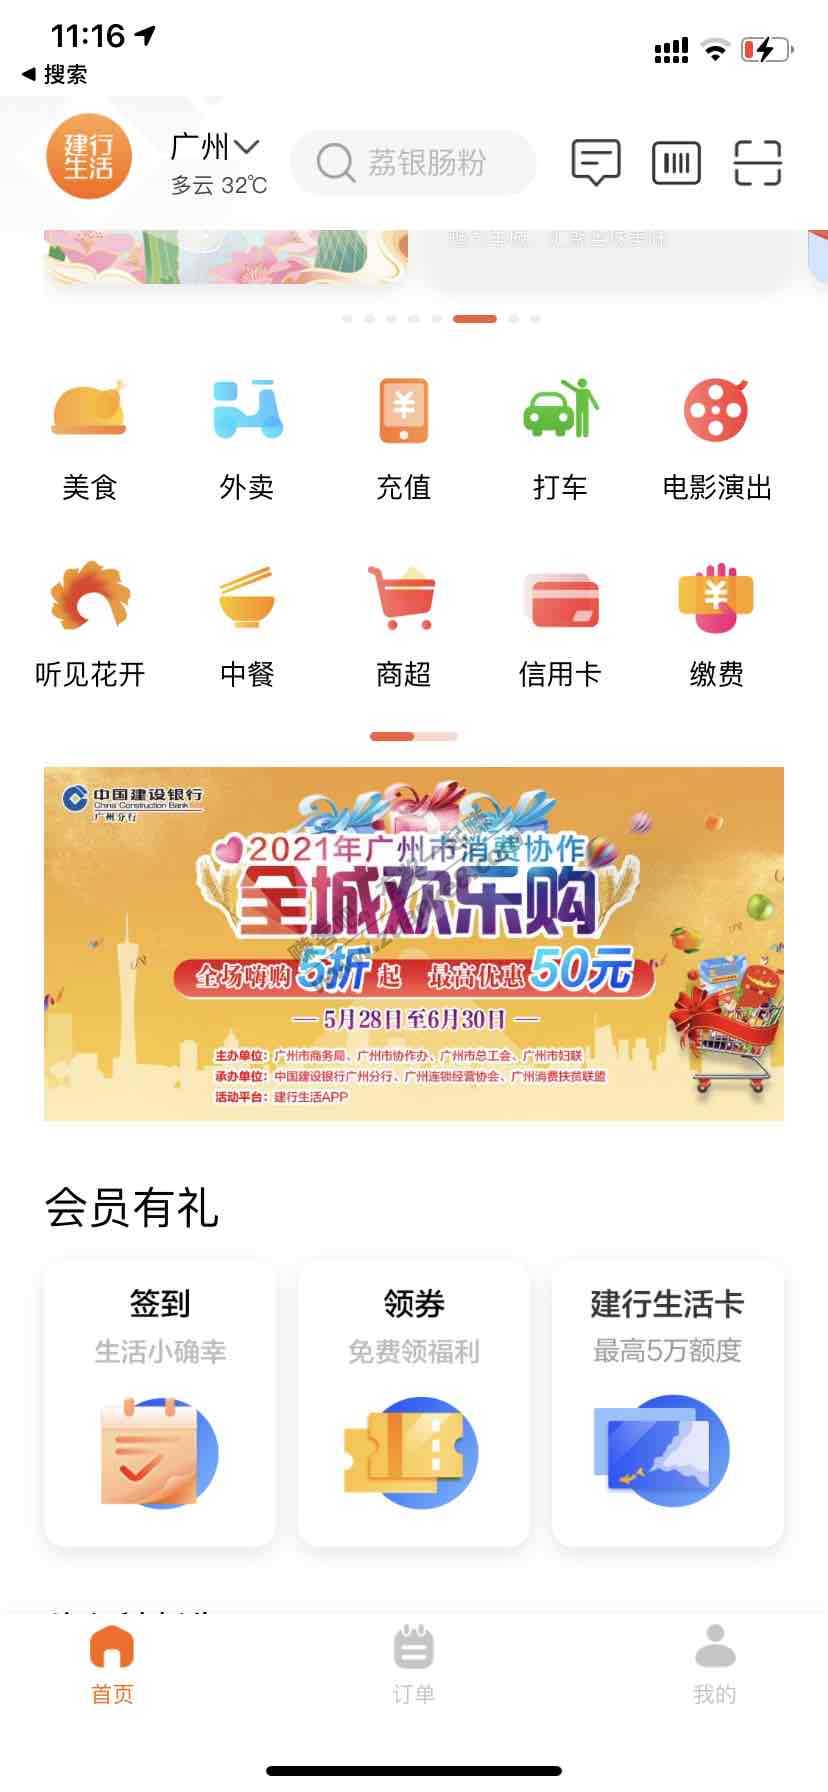 11:16
搜索
建行
生活
广州
多云 32℃
荔银肠粉
美食
外卖
充值
打车
电影演出
听见花开
中餐
商超
信用卡
缴费
中国建设银行
China Construction Bank
广州分行
2021年广州市消费协作
全城欢乐购
全场嗨购5折起 最高优惠50元
— 5月28日至6月30日 —
主办单位：广州市商务局、广州市协作办、广州市总工会、广州市妇联
承办单位：中国建设银行广州分行、广州连锁经营协会、广州消费扶贫联盟
活动平台：建行生活APP
会员有礼
签到
生活小确幸
领券
免费领福利
建行生活卡
最高5万额度
首页
订单
我的